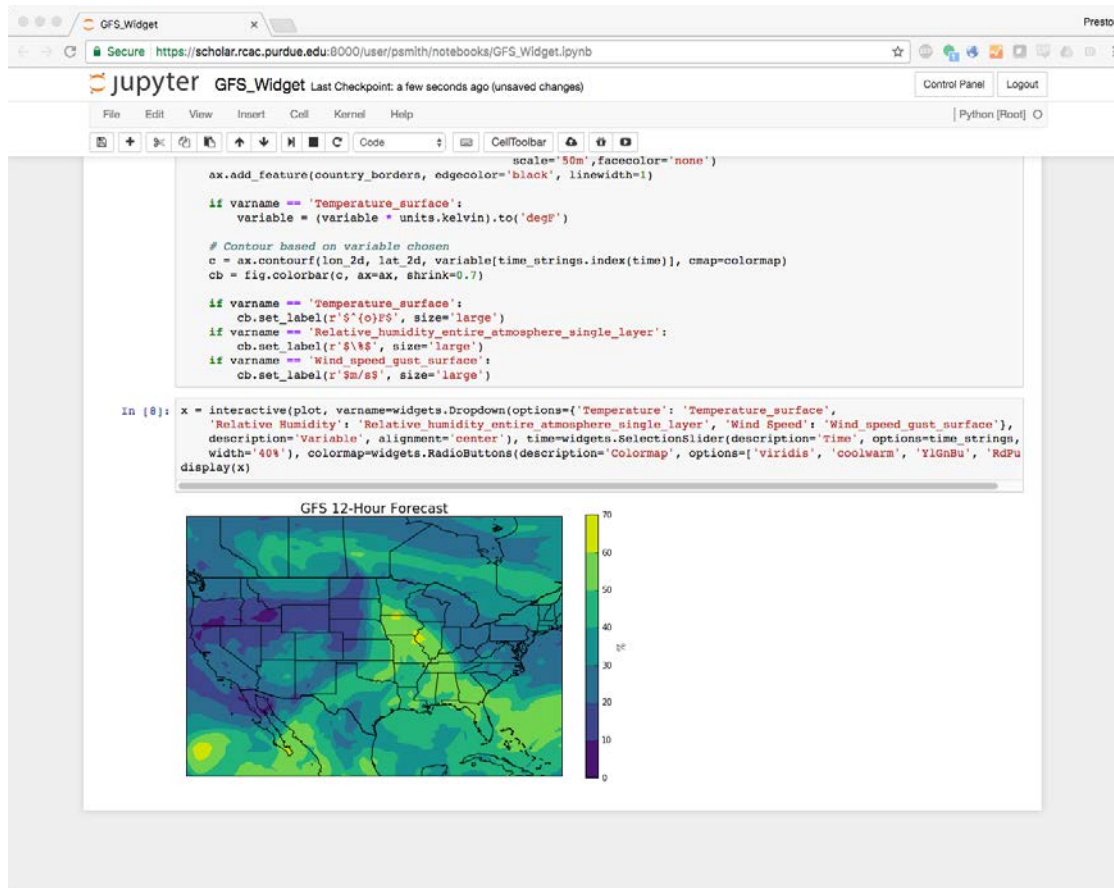 GFS_Widget
Presto
Secure https://scholar.rcac.purdue.edu:8000/user/psmith/notebooks/GFS_Widget.ipynb
jupyter GFS_Widget Last Checkpoint: a few seconds ago (unsaved changes)
Control Panel Logout
File Edit View Insert Cell Kernel Help
Python [Root]
Code CellToolbar
scale='50m',facecolor='none')
ax.add_feature(country_borders, edgecolor='black', linewidth=1)
if varname == 'Temperature_surface':
variable = (variable * units.kelvin).to('degF')
# Contour based on variable chosen
c = ax.contourf(lon_2d, lat_2d, variable[time_strings.index(time)], cmap=colormap)
cb = fig.colorbar(c, ax=ax, shrink=0.7)
if varname == 'Temperature_surface':
cb.set_label(r'$^{o}F$', size='large')
if varname == 'Relative_humidity_entire_atmosphere_single_layer':
cb.set_label(r'$\%$', size='large')
if varname == 'Wind_speed_gust_surface':
cb.set_label(r'$m/s$', size='large')
In [8]: x = interactive(plot, varname=widgets.Dropdown(options={'Temperature': 'Temperature_surface',
'Relative Humidity': 'Relative_humidity_entire_atmosphere_single_layer', 'Wind Speed': 'Wind_speed_gust_surface'},
description='Variable', alignment='center'), time=widgets.SelectionSlider(description='Time', options=time_strings,
width='40%'), colormap=widgets.RadioButtons(description='Colormap', options=['viridis', 'coolwarm', 'YlGnBu', 'RdPu
display(x)
GFS 12-Hour Forecast
70
60
50
40
%
30
20
10
0